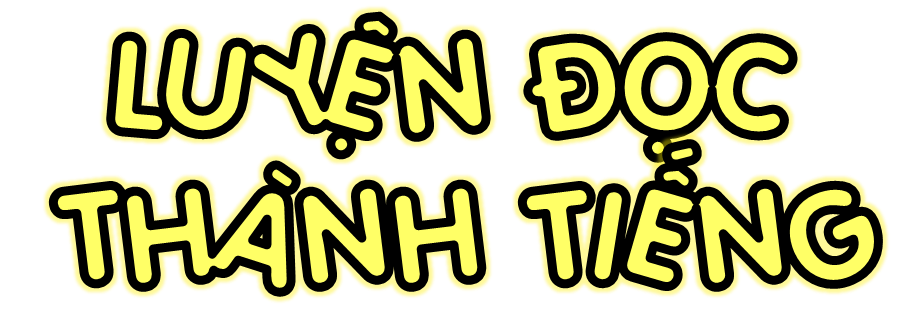 LUYỆN ĐỌC
THÀNH TIẾNG